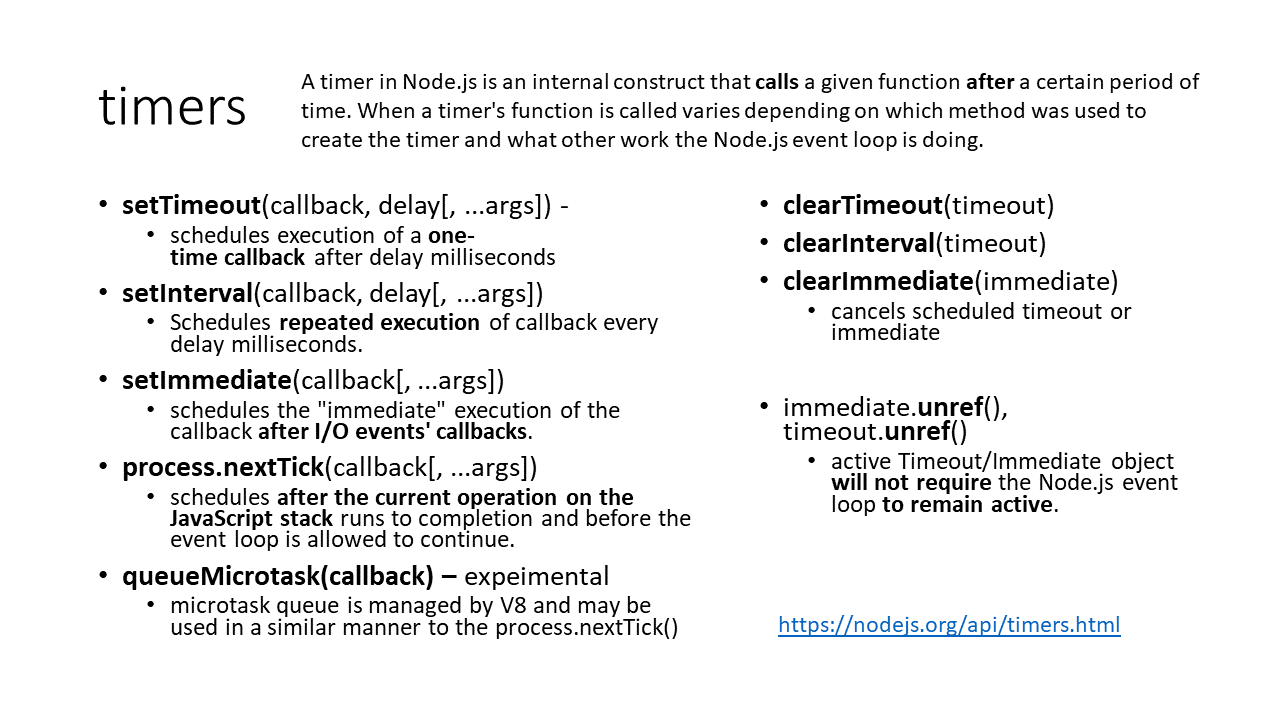 timers
A timer in Node.js is an internal construct that calls a given function after a certain period of
time. When a timer's function is called varies depending on which method was used to
create the timer and what other work the Node.js event loop is doing.
• setTimeout(callback, delay[, ...args]) -
• schedules execution of a one-
time callback after delay milliseconds
• setInterval(callback, delay[, ...args])
• Schedules repeated execution of callback every
delay milliseconds.
• setImmediate(callback[, ...args])
• schedules the "immediate" execution of the
callback after I/O events' callbacks.
• process.nextTick(callback[, ...args])
• schedules after the current operation on the
JavaScript stack runs to completion and before the
event loop is allowed to continue.
• queueMicrotask(callback) – expeimental
• microtask queue is managed by V8 and may be
used in a similar manner to the process.nextTick()
• clearTimeout(timeout)
• clearInterval(timeout)
• clearImmediate(immediate)
• cancels scheduled timeout or
immediate
• immediate.unref(),
timeout.unref()
• active Timeout/Immediate object
will not require the Node.js event
loop to remain active.
https://nodejs.org/api/timers.html